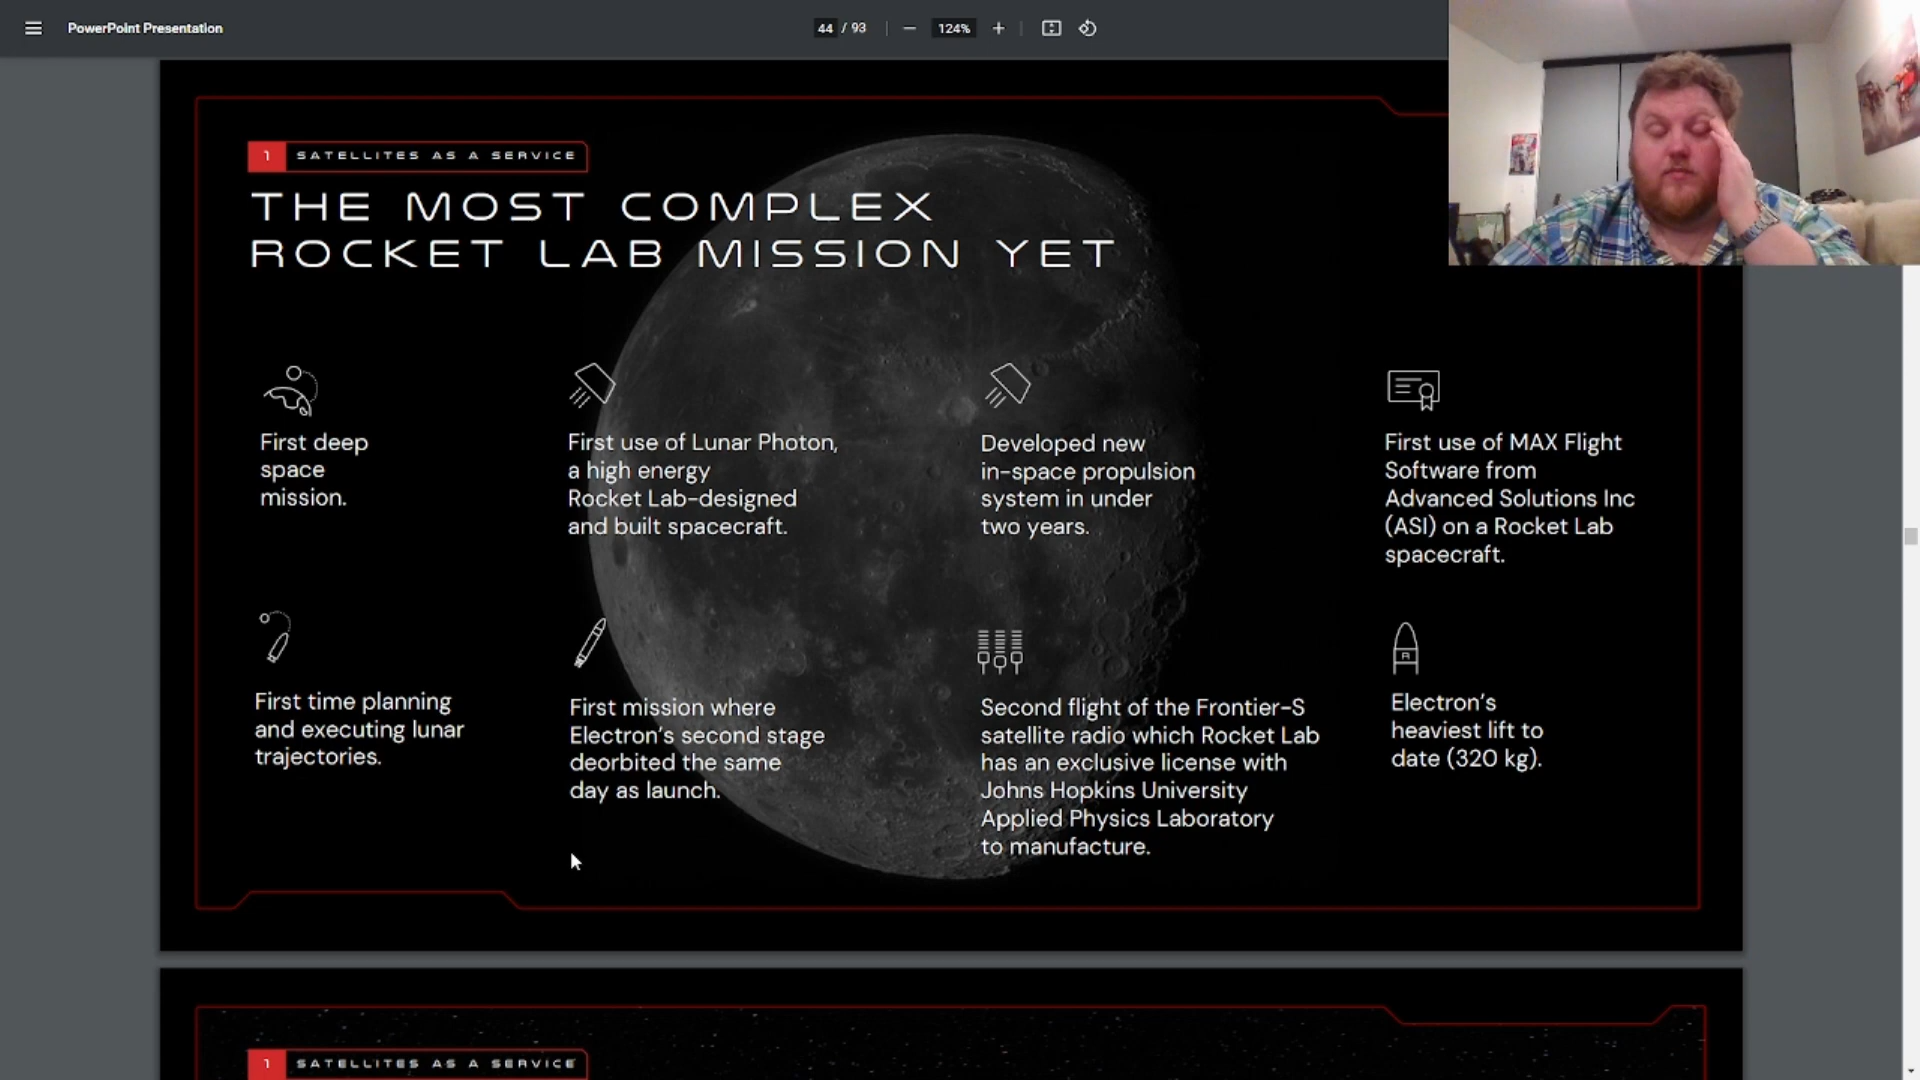 PowerPoint Presentation
44 / 93
124%
1 SATELLITES AS A SERVICE
THE MOST COMPLEX
ROCKET LAB MISSION YET
First deep
space
mission.
First use of Lunar Photon,
a high energy
Rocket Lab-designed
and built spacecraft.
Developed new
in-space propulsion
system in under
two years.
First use of MAX Flight
Software from
Advanced Solutions Inc
(ASI) on a Rocket Lab
spacecraft.
First time planning
and executing lunar
trajectories.
First mission where
Electron's second stage
deorbited the same
day as launch.
Second flight of the Frontier-S
satellite radio which Rocket Lab
has an exclusive license with
Johns Hopkins University
Applied Physics Laboratory
to manufacture.
Electron's
heaviest lift to
date (320 kg).
1 SATELLITES AS A SERVICE